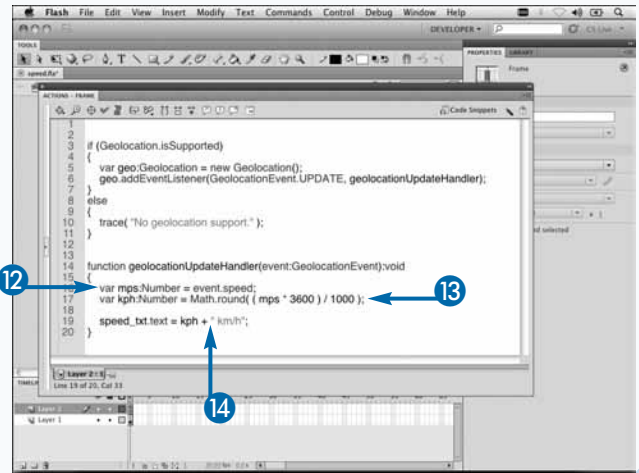 Flash File Edit View Insert Modify Text Commands Control Debug Window Help
DEVELOPER
CS Live
TOOLS
PROPERTIES LIBRARY
speed.fla*
Frame
ACTIONS - FRAME
Code Snippets
1
2
3 if (Geolocation.isSupported)
4 {
5 var geo:Geolocation = new Geolocation();
6 geo.addEventListener(GeolocationEvent.UPDATE, geolocationUpdateHandler);
7 }
8 else
9 {
10 trace( "No geolocation support." );
11 }
12
13
14 function geolocationUpdateHandler(event:GeolocationEvent):void
15 {
16 var mps:Number = event.speed;
17 var kph:Number = Math.round( ( mps * 3600 ) / 1000 );
18
19 speed_txt.text = kph + " km/h";
20 }
12
13
14
Layer 2 : 1
Line 19 of 20, Col 33
Layer 2
Layer 1